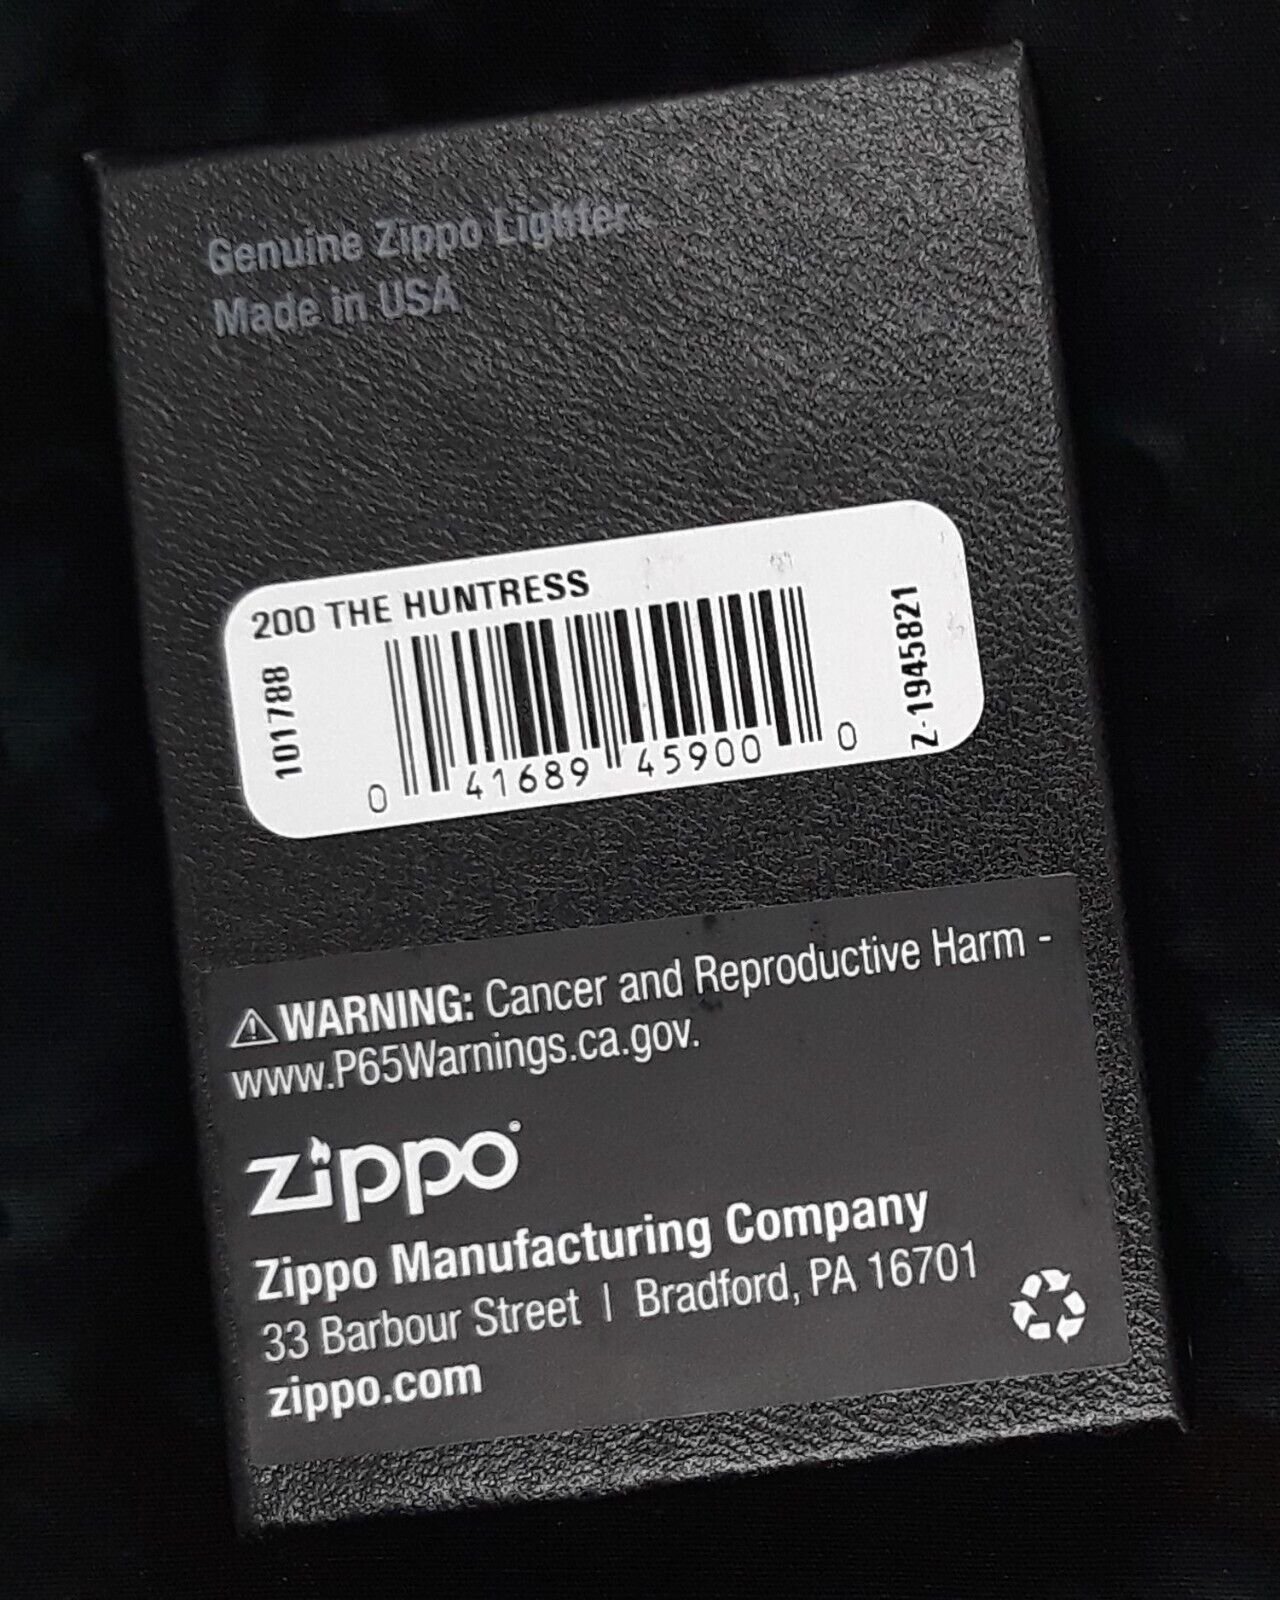 Genuine Zippo Lighter
Made in USA
200 THE HUNTRESS
101788
0 41689 45900 0
Z-1945821
⚠WARNING: Cancer and Reproductive Harm -
www.P65Warnings.ca.gov.
zippo
Zippo Manufacturing Company
33 Barbour Street | Bradford, PA 16701
zippo.com